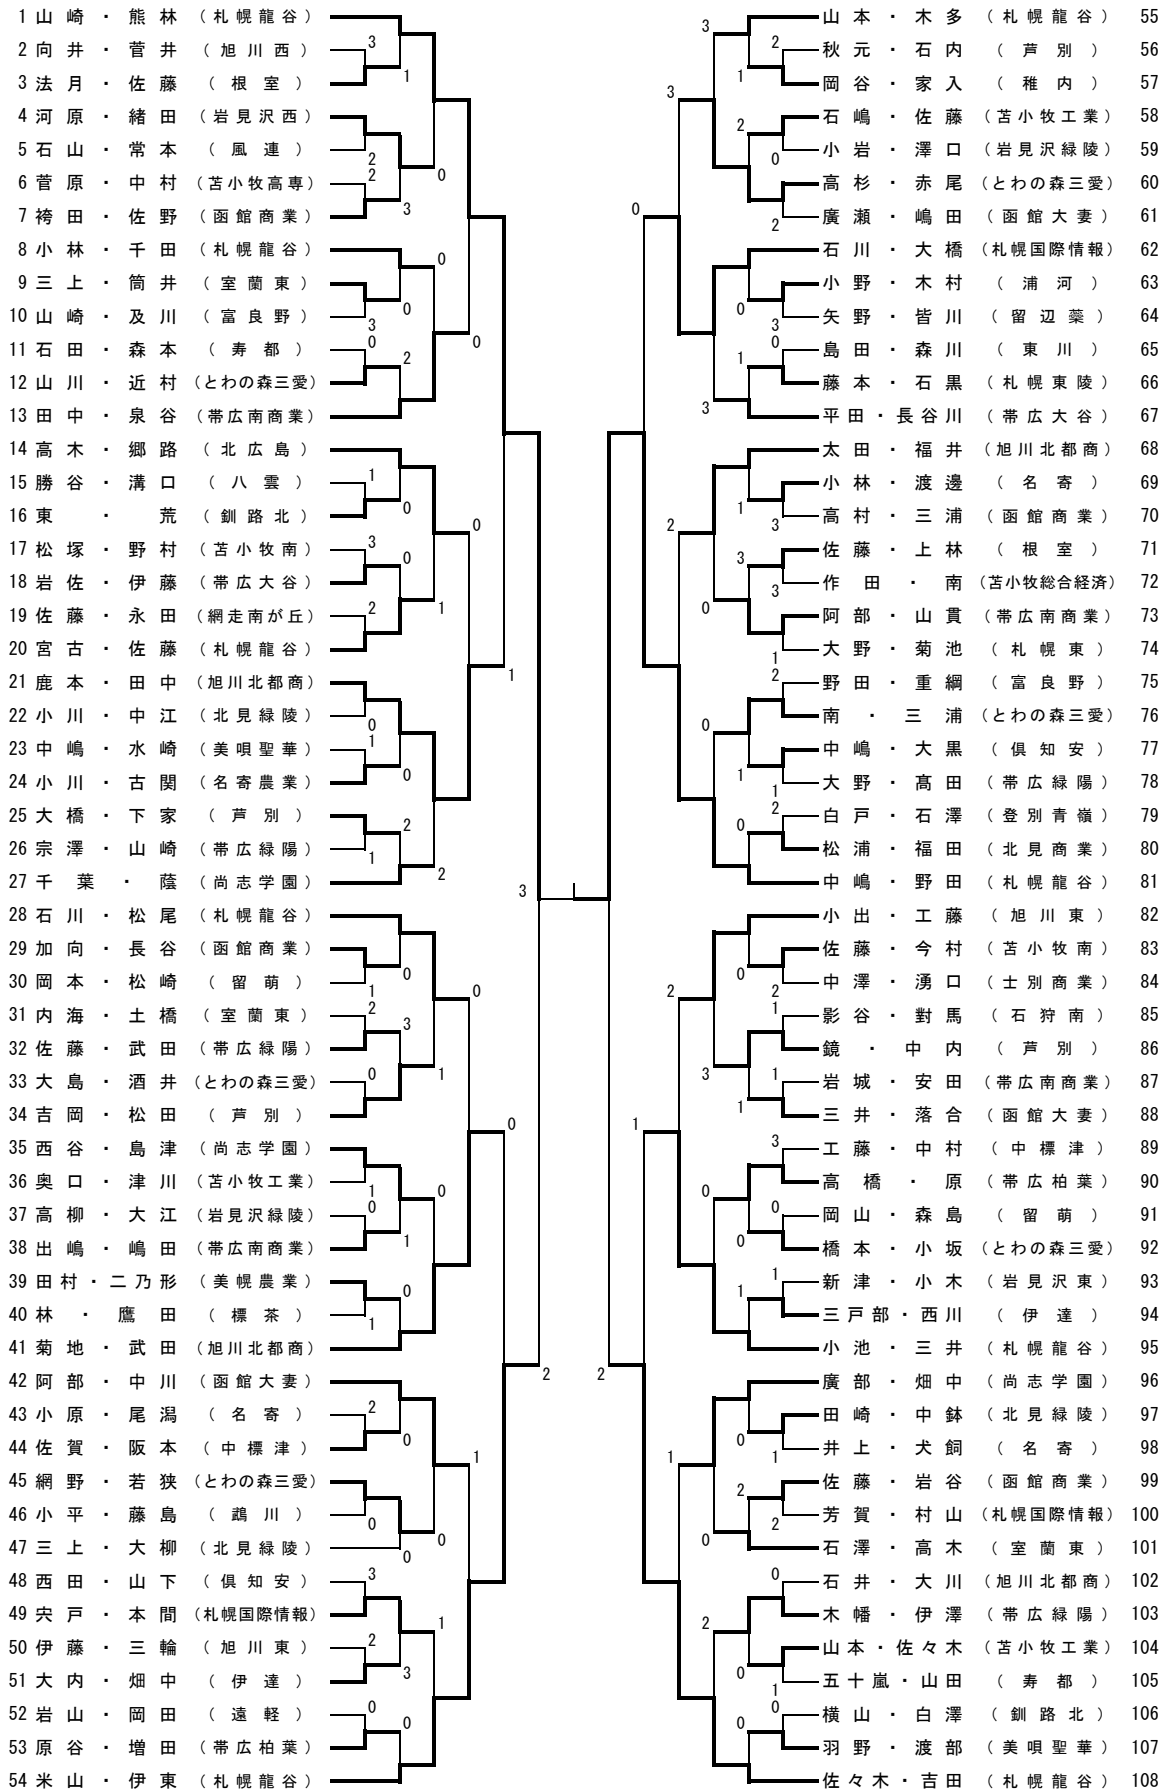 1 山崎・熊林 (札幌龍谷)
2 向井・菅井 (旭川西)
3 法月・佐藤 (根室)
4 河原・緒田 (岩見沢西)
5 石山・常本 (風連)
6 菅原・中村 (苫小牧高専)
7 袴田・佐野 (函館商業)
8 小林・千田 (札幌龍谷)
9 三上・筒井 (室蘭東)
10 山崎・及川 (富良野)
11 石田・森本 (寿都)
12 山川・近村 (とわの森三愛)
13 田中・泉谷 (帯広南商業)
14 高木・郷路 (北広島)
15 勝谷・溝口 (八雲)
16 東・荒 (釧路北)
17 松塚・野村 (苫小牧南)
18 岩佐・伊藤 (帯広大谷)
19 佐藤・永田 (網走南が丘)
20 宮古・佐藤 (札幌龍谷)
21 鹿本・田中 (旭川北都商)
22 小川・中江 (北見緑陵)
23 中嶋・水崎 (美唄聖華)
24 小川・古関 (名寄農業)
25 大橋・下家 (芦別)
26 宗澤・山崎 (帯広緑陽)
27 千葉・蔭 (尚志学園)
28 石川・松尾 (札幌龍谷)
29 加向・長谷 (函館商業)
30 岡本・松崎 (留萌)
31 内海・土橋 (室蘭東)
32 佐藤・武田 (帯広緑陽)
33 大島・酒井 (とわの森三愛)
34 吉岡・松田 (芦別)
35 西谷・島津 (尚志学園)
36 奥口・津川 (苫小牧工業)
37 高柳・大江 (岩見沢緑陵)
38 出嶋・嶋田 (帯広南商業)
39 田村・二乃形 (美幌農業)
40 林・鷹田 (標茶)
41 菊地・武田 (旭川北都商)
42 阿部・中川 (函館大妻)
43 小原・尾潟 (名寄)
44 佐賀・阪本 (中標津)
45 網野・若狭 (とわの森三愛)
46 小平・藤島 (鵡川)
47 三上・大柳 (北見緑陵)
48 西田・山下 (倶知安)
49 宍戸・本間 (札幌国際情報)
50 伊藤・三輪 (旭川東)
51 大内・畑中 (伊達)
52 岩山・岡田 (遠軽)
53 原谷・増田 (帯広柏葉)
54 米山・伊東 (札幌龍谷)
山本・木多 (札幌龍谷) 55
秋元・石内 (芦別) 56
岡谷・家入 (稚内) 57
石嶋・佐藤 (苫小牧工業) 58
小岩・澤口 (岩見沢緑陵) 59
高杉・赤尾 (とわの森三愛) 60
廣瀬・嶋田 (函館大妻) 61
石川・大橋 (札幌国際情報) 62
小野・木村 (浦河) 63
矢野・皆川 (留辺蘂) 64
島田・森川 (東川) 65
藤本・石黒 (札幌東陵) 66
平田・長谷川 (帯広大谷) 67
太田・福井 (旭川北都商) 68
小林・渡邊 (名寄) 69
高村・三浦 (函館商業) 70
佐藤・上林 (根室) 71
作田・南 (苫小牧総合経済) 72
阿部・山貫 (帯広南商業) 73
大野・菊池 (札幌東) 74
野田・重綱 (富良野) 75
南・三浦 (とわの森三愛) 76
中嶋・大黒 (倶知安) 77
大野・髙田 (帯広緑陽) 78
白戸・石澤 (登別青嶺) 79
松浦・福田 (北見商業) 80
中嶋・野田 (札幌龍谷) 81
小出・工藤 (旭川東) 82
佐藤・今村 (苫小牧南) 83
中澤・湧口 (士別商業) 84
影谷・對馬 (石狩南) 85
鏡・中内 (芦別) 86
岩城・安田 (帯広南商業) 87
三井・落合 (函館大妻) 88
工藤・中村 (中標津) 89
高橋・原 (帯広柏葉) 90
岡山・森島 (留萌) 91
橋本・小坂 (とわの森三愛) 92
新津・小木 (岩見沢東) 93
三戸部・西川 (伊達) 94
小池・三井 (札幌龍谷) 95
廣部・畑中 (尚志学園) 96
田崎・中鉢 (北見緑陵) 97
井上・犬飼 (名寄) 98
佐藤・岩谷 (函館商業) 99
芳賀・村山 (札幌国際情報) 100
石澤・高木 (室蘭東) 101
石井・大川 (旭川北都商) 102
木幡・伊澤 (帯広緑陽) 103
山本・佐々木 (苫小牧工業) 104
五十嵐・山田 (寿都) 105
横山・白澤 (釧路北) 106
羽野・渡部 (美唄聖華) 107
佐々木・吉田 (札幌龍谷) 108